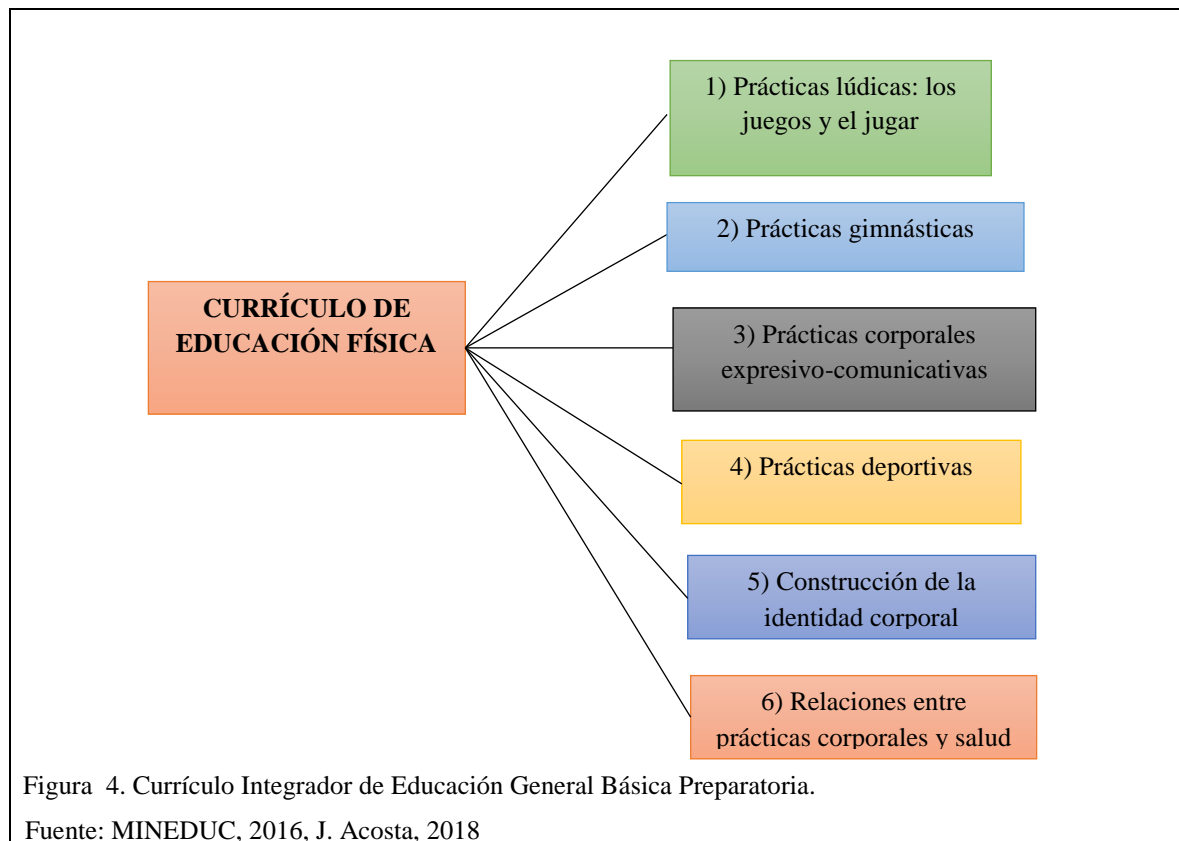 1) Prácticas lúdicas: los
juegos y el jugar
2) Prácticas gimnásticas
CURRÍCULO DE
EDUCACIÓN FÍSICA
3) Prácticas corporales
expresivo-comunicativas
4) Prácticas deportivas
5) Construcción de la
identidad corporal
6) Relaciones entre
prácticas corporales y salud
Figura 4. Currículo Integrador de Educación General Básica Preparatoria.
Fuente: MINEDUC, 2016, J. Acosta, 2018